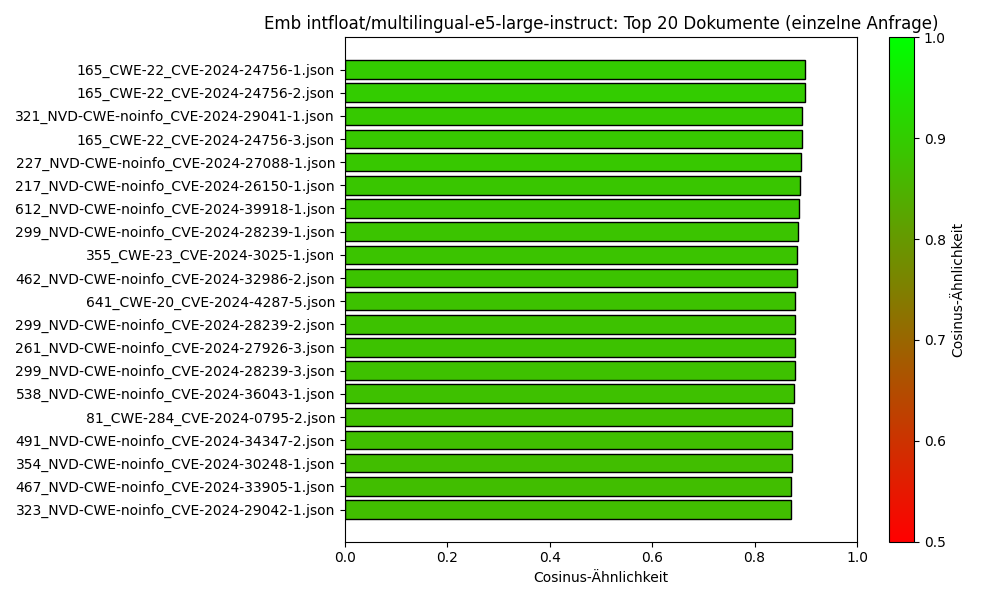 Emb intfloat/multilingual-e5-large-instruct: Top 20 Dokumente (einzelne Anfrage)
165_CWE-22_CVE-2024-24756-1.json
165_CWE-22_CVE-2024-24756-2.json
321_NVD-CWE-noinfo_CVE-2024-29041-1.json
165_CWE-22_CVE-2024-24756-3.json
227_NVD-CWE-noinfo_CVE-2024-27088-1.json
217_NVD-CWE-noinfo_CVE-2024-26150-1.json
612_NVD-CWE-noinfo_CVE-2024-39918-1.json
299_NVD-CWE-noinfo_CVE-2024-28239-1.json
355_CWE-23_CVE-2024-3025-1.json
462_NVD-CWE-noinfo_CVE-2024-32986-2.json
641_CWE-20_CVE-2024-4287-5.json
299_NVD-CWE-noinfo_CVE-2024-28239-2.json
261_NVD-CWE-noinfo_CVE-2024-27926-3.json
299_NVD-CWE-noinfo_CVE-2024-28239-3.json
538_NVD-CWE-noinfo_CVE-2024-36043-1.json
81_CWE-284_CVE-2024-0795-2.json
491_NVD-CWE-noinfo_CVE-2024-34347-2.json
354_NVD-CWE-noinfo_CVE-2024-30248-1.json
467_NVD-CWE-noinfo_CVE-2024-33905-1.json
323_NVD-CWE-noinfo_CVE-2024-29042-1.json
0.0 0.2 0.4 0.6 0.8 1.0
Cosinus-Ähnlichkeit
1.0
0.9
0.8
0.7
0.6
0.5
Cosinus-Ähnlichkeit